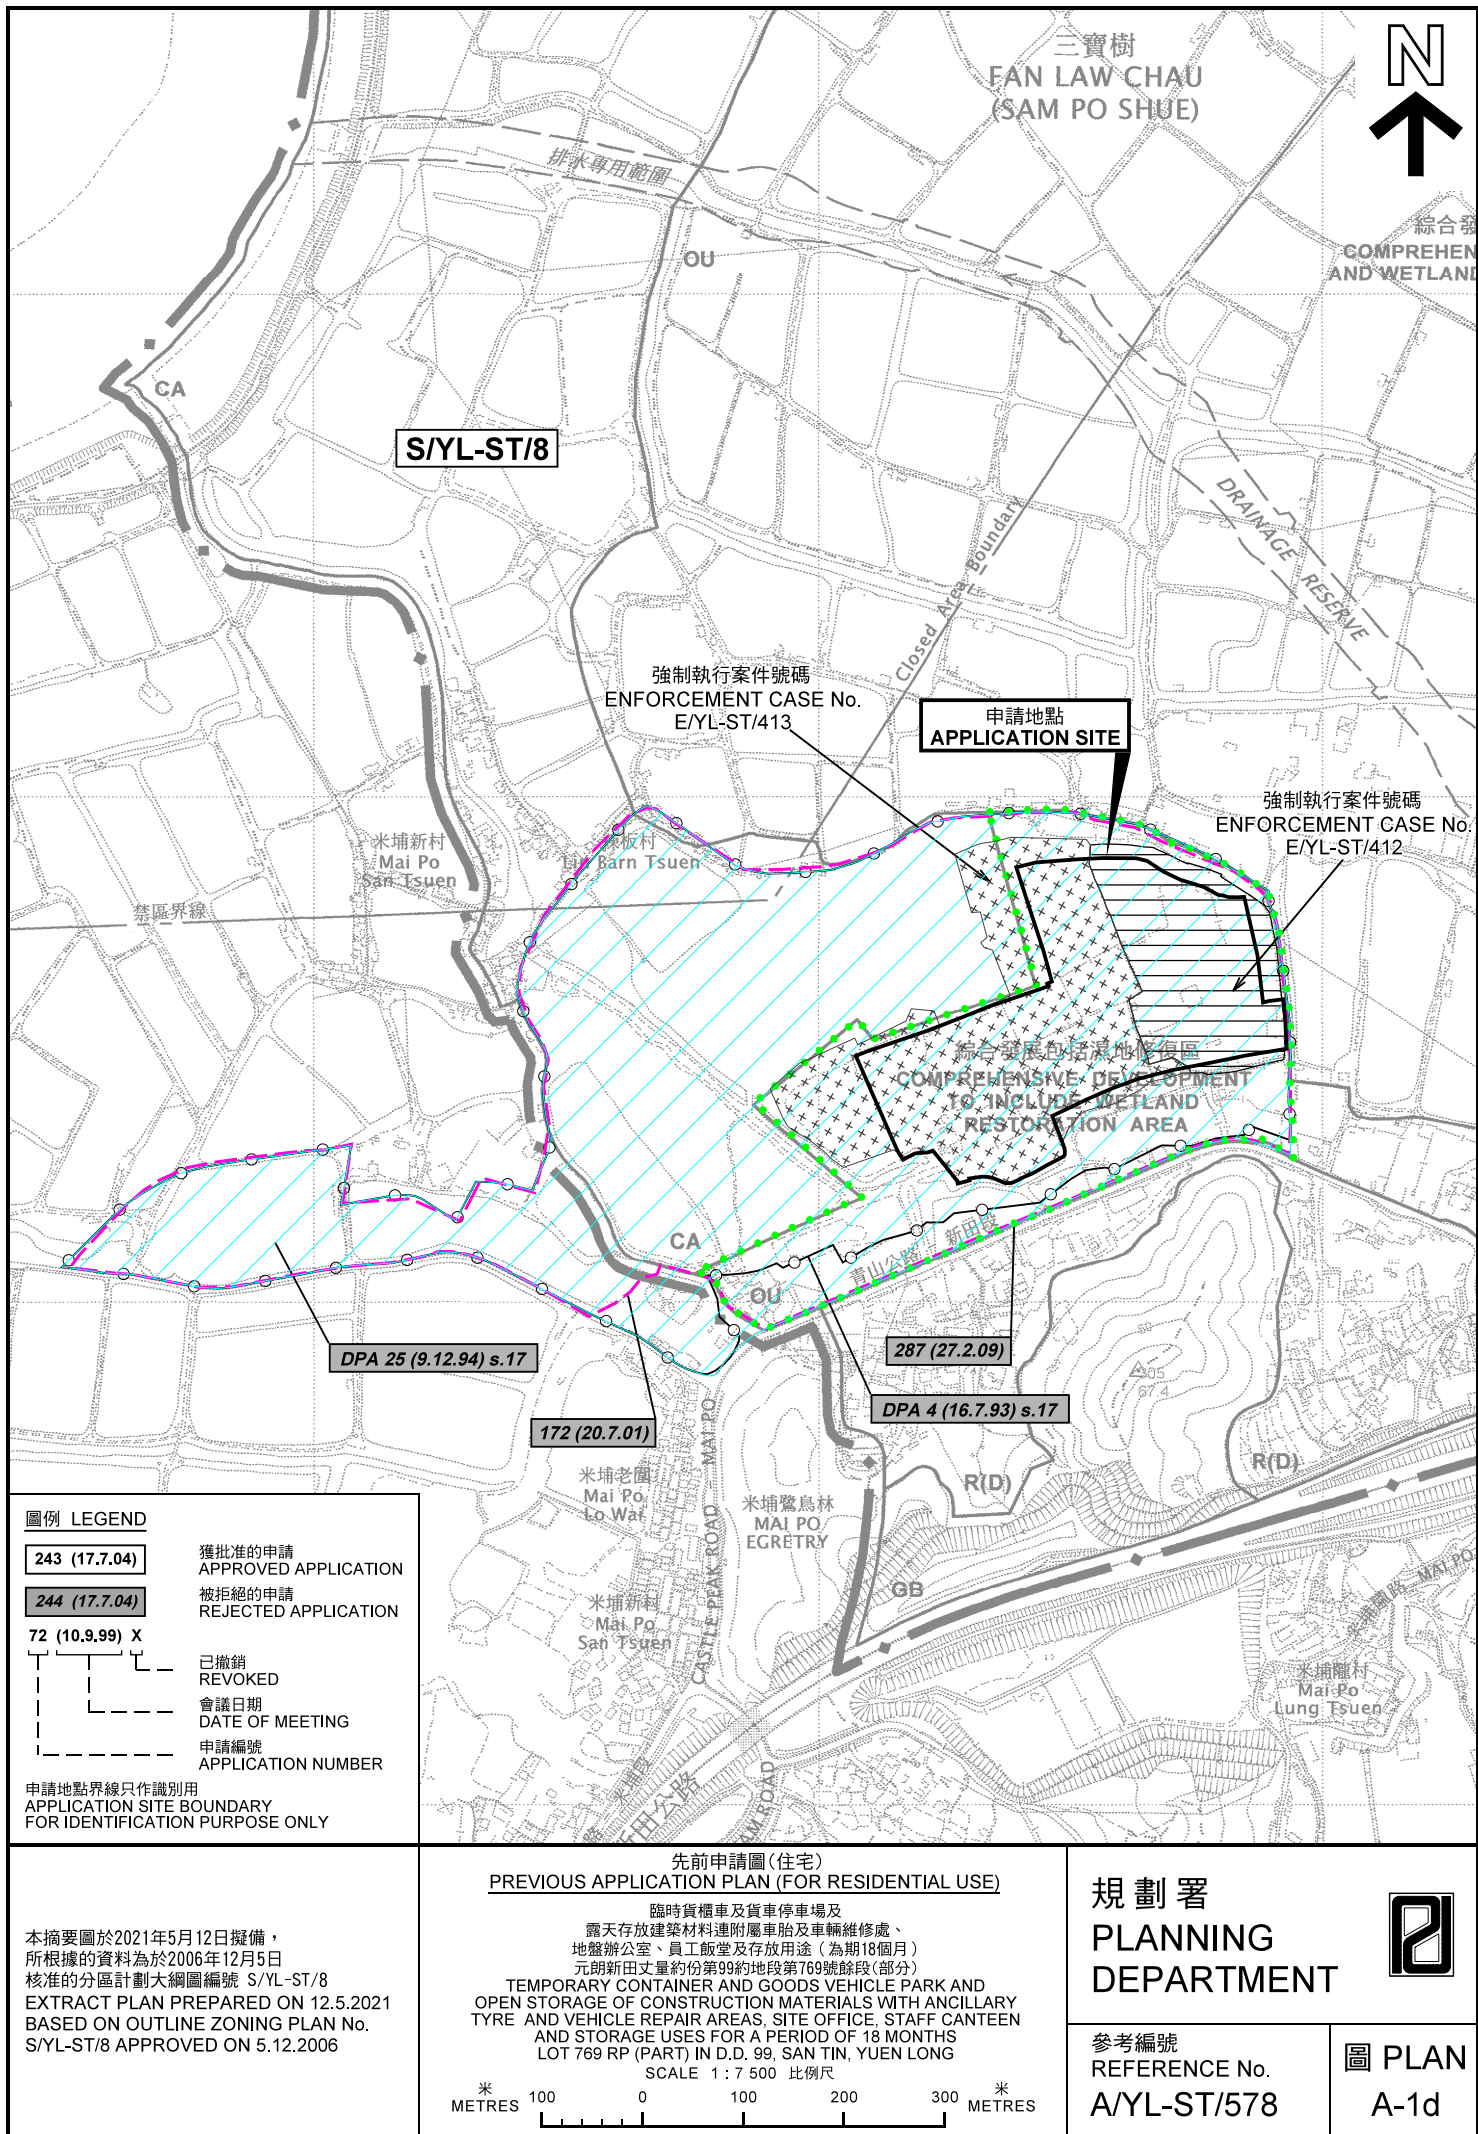 三寶樹
FAN LAW CHAU
(SAM PO SHUE)
N
排水專用範圍
綜合發
COMPREHEN
AND WETLAND
OU
CA
S/YL-ST/8
DRAINAGE RESERVE
Closed Area Boundary
強制執行案件號碼
ENFORCEMENT CASE No.
E/YL-ST/413
申請地點
APPLICATION SITE
強制執行案件號碼
ENFORCEMENT CASE No.
E/YL-ST/412
米埔新村
Mai Po
San Tsuen
Barn Tsuen
禁區界線
綜合發展包括濕地修復區
COMPREHENSIVE DEVELOPMENT
TO INCLUDE WETLAND
RESTORATION AREA
CA
OU
青山公路 新田段
DPA 25 (9.12.94) s.17
172 (20.7.01)
287 (27.2.09)
DPA 4 (16.7.93) s.17
67.4
R(D)
R(D)
米埔老圍
Mai Po
Lo Wai
米埔鷺鳥林
MAI PO
EGRETRY
CASTLE PEAK ROAD MAI PO
GB
米埔新村
Mai Po
San Tsuen
米埔隴村
Mai Po
Lung Tsuen
MAI PO
新田公路
圖例 LEGEND
243 (17.7.04)
獲批准的申請
APPROVED APPLICATION
244 (17.7.04)
被拒絕的申請
REJECTED APPLICATION
72 (10.9.99) X
已撤銷
REVOKED
會議日期
DATE OF MEETING
申請編號
APPLICATION NUMBER
申請地點界線只作識別用
APPLICATION SITE BOUNDARY
FOR IDENTIFICATION PURPOSE ONLY
本摘要圖於2021年5月12日擬備，
所根據的資料為於2006年12月5日
核准的分區計劃大綱圖編號 S/YL-ST/8
EXTRACT PLAN PREPARED ON 12.5.2021
BASED ON OUTLINE ZONING PLAN No.
S/YL-ST/8 APPROVED ON 5.12.2006
先前申請圖(住宅)
PREVIOUS APPLICATION PLAN (FOR RESIDENTIAL USE)
臨時貨櫃車及貨車停車場及
露天存放建築材料連附屬車胎及車輛維修處、
地盤辦公室、員工飯堂及存放用途（為期18個月）
元朗新田丈量約份第99約地段第769號餘段(部分)
TEMPORARY CONTAINER AND GOODS VEHICLE PARK AND
OPEN STORAGE OF CONSTRUCTION MATERIALS WITH ANCILLARY
TYRE AND VEHICLE REPAIR AREAS, SITE OFFICE, STAFF CANTEEN
AND STORAGE USES FOR A PERIOD OF 18 MONTHS
LOT 769 RP (PART) IN D.D. 99, SAN TIN, YUEN LONG
SCALE 1 : 7 500 比例尺
米 METRES 100 0 100 200 300 米 METRES
規劃署
PLANNING
DEPARTMENT
參考編號
REFERENCE No.
A/YL-ST/578
圖 PLAN
A-1d